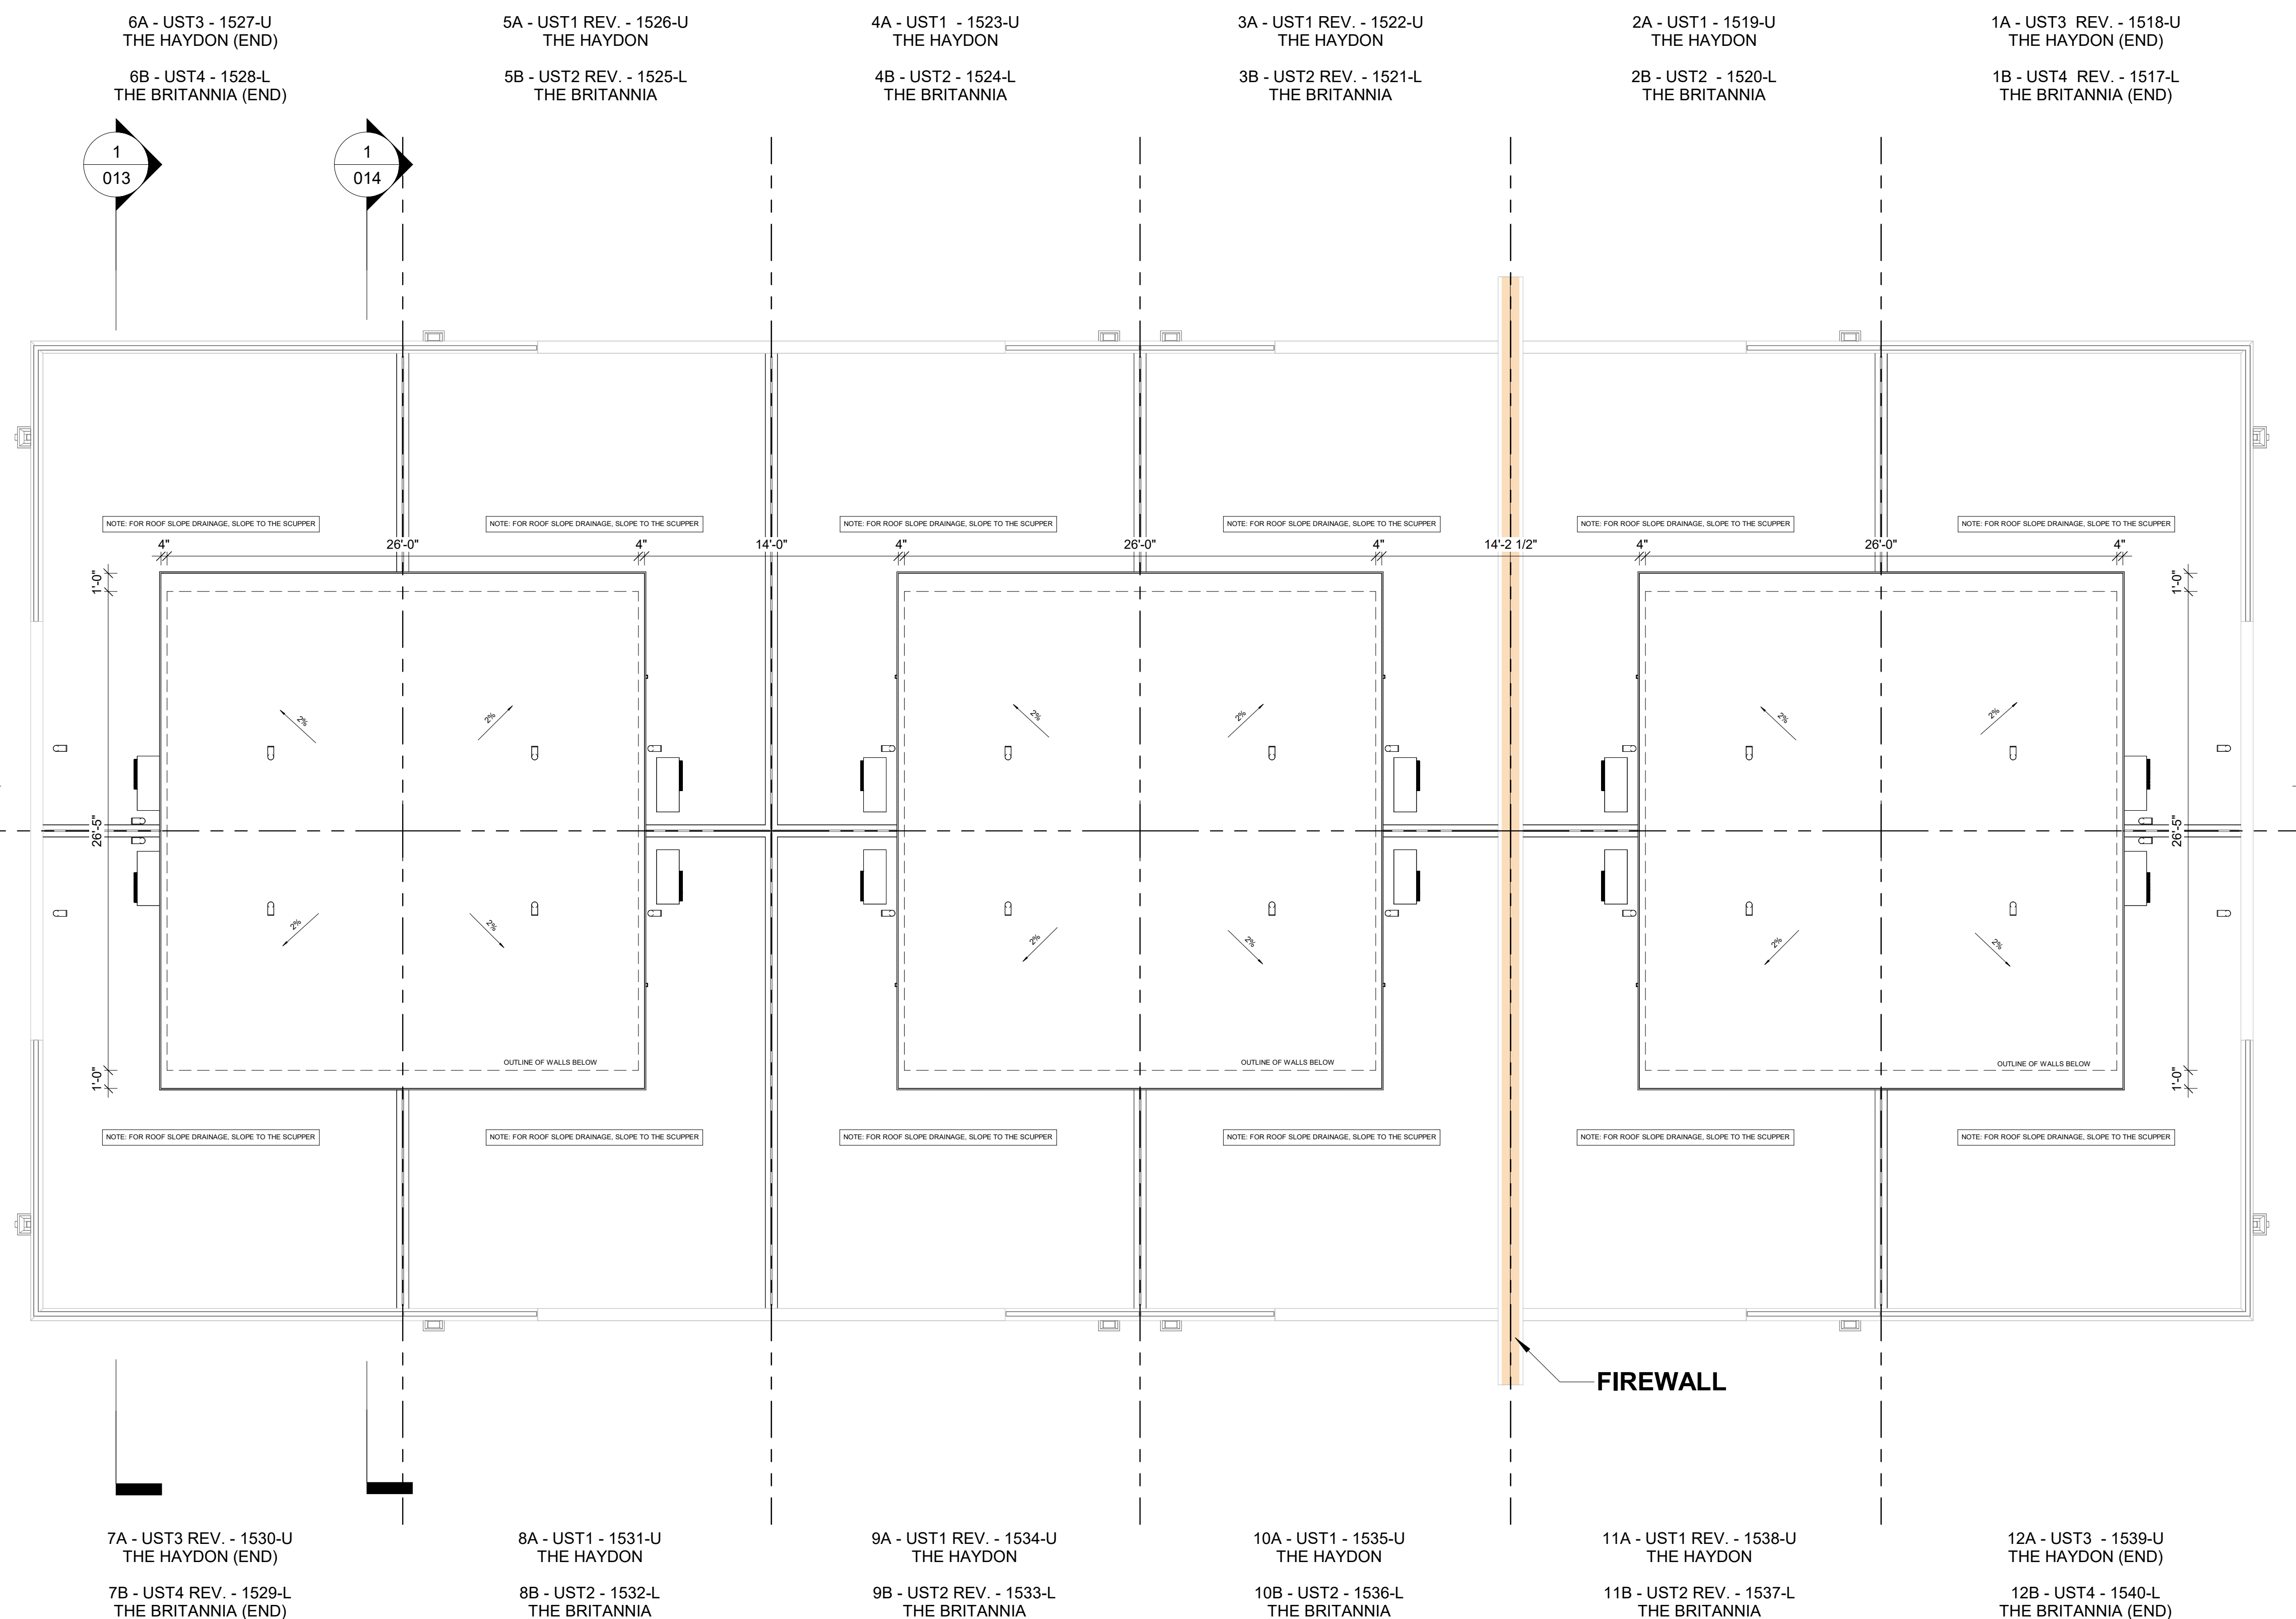 6A - UST3 - 1527-U
THE HAYDON (END)
6B - UST4 - 1528-L
THE BRITANNIA (END)
5A - UST1 REV. - 1526-U
THE HAYDON
5B - UST2 REV. - 1525-L
THE BRITANNIA
4A - UST1 - 1523-U
THE HAYDON
4B - UST2 - 1524-L
THE BRITANNIA
3A - UST1 REV. - 1522-U
THE HAYDON
3B - UST2 REV. - 1521-L
THE BRITANNIA
2A - UST1 - 1519-U
THE HAYDON
2B - UST2 - 1520-L
THE BRITANNIA
1A - UST3 REV. - 1518-U
THE HAYDON (END)
1B - UST4 REV. - 1517-L
THE BRITANNIA (END)
1
013
1
014
NOTE: FOR ROOF SLOPE DRAINAGE, SLOPE TO THE SCUPPER
NOTE: FOR ROOF SLOPE DRAINAGE, SLOPE TO THE SCUPPER
NOTE: FOR ROOF SLOPE DRAINAGE, SLOPE TO THE SCUPPER
NOTE: FOR ROOF SLOPE DRAINAGE, SLOPE TO THE SCUPPER
NOTE: FOR ROOF SLOPE DRAINAGE, SLOPE TO THE SCUPPER
NOTE: FOR ROOF SLOPE DRAINAGE, SLOPE TO THE SCUPPER
4" 26'-0" 4" 14'-0" 4" 26'-0" 4" 14'-2 1/2" 4" 26'-0" 4"
1'-0"
1'-0"
2%
2%
2%
2%
2%
2%
26'-5"
26'-5"
2%
2%
2%
2%
2%
2%
OUTLINE OF WALLS BELOW
OUTLINE OF WALLS BELOW
OUTLINE OF WALLS BELOW
1'-0"
1'-0"
NOTE: FOR ROOF SLOPE DRAINAGE, SLOPE TO THE SCUPPER
NOTE: FOR ROOF SLOPE DRAINAGE, SLOPE TO THE SCUPPER
NOTE: FOR ROOF SLOPE DRAINAGE, SLOPE TO THE SCUPPER
NOTE: FOR ROOF SLOPE DRAINAGE, SLOPE TO THE SCUPPER
NOTE: FOR ROOF SLOPE DRAINAGE, SLOPE TO THE SCUPPER
NOTE: FOR ROOF SLOPE DRAINAGE, SLOPE TO THE SCUPPER
FIREWALL
7A - UST3 REV. - 1530-U
THE HAYDON (END)
7B - UST4 REV. - 1529-L
THE BRITANNIA (END)
8A - UST1 - 1531-U
THE HAYDON
8B - UST2 - 1532-L
THE BRITANNIA
9A - UST1 REV. - 1534-U
THE HAYDON
9B - UST2 REV. - 1533-L
THE BRITANNIA
10A - UST1 - 1535-U
THE HAYDON
10B - UST2 - 1536-L
THE BRITANNIA
11A - UST1 REV. - 1538-U
THE HAYDON
11B - UST2 REV. - 1537-L
THE BRITANNIA
12A - UST3 - 1539-U
THE HAYDON (END)
12B - UST4 - 1540-L
THE BRITANNIA (END)